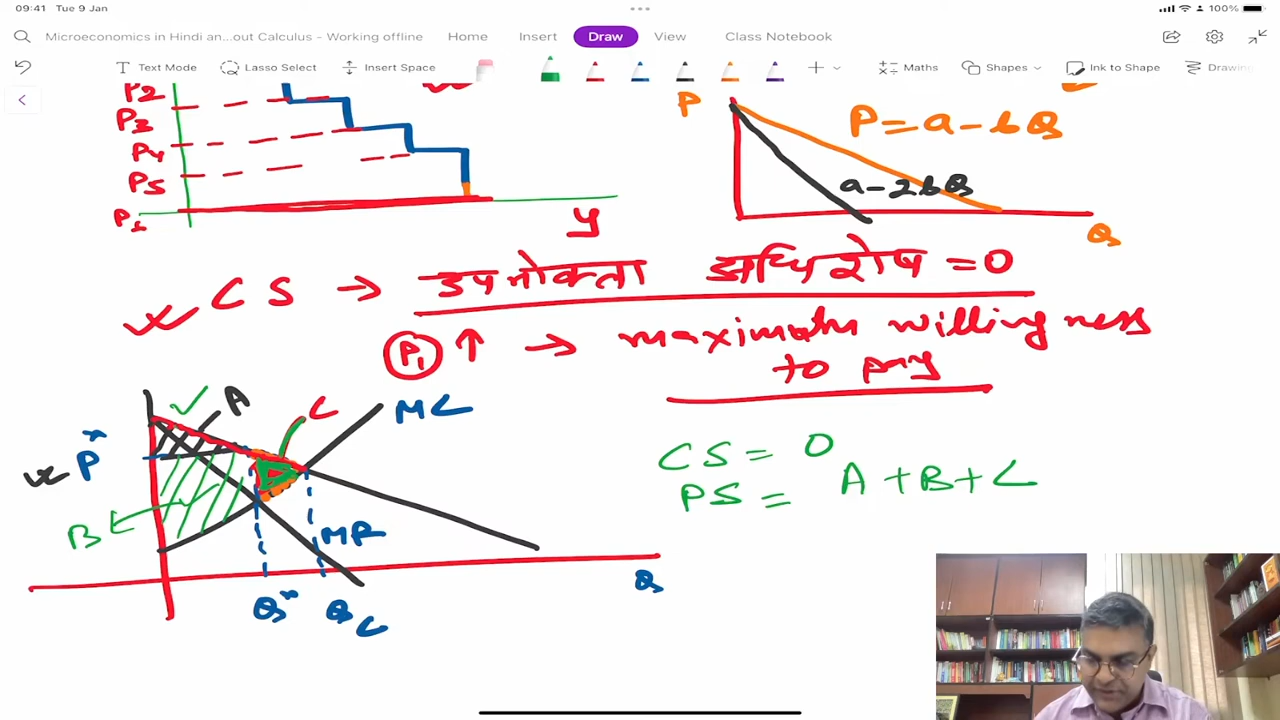 09:41 Tue 9 Jan
100%
Microeconomics in Hindi an...out Calculus - Working offline
Home Insert Draw View Class Notebook
Text Mode Lasso Select Insert Space Maths Shapes Ink to Shape Drawin
P2
P3
P4
P5
P1
y
P
P=a-bQ
a-2bQ
Q
CS → उपभोक्ता अधिशेष = 0
P1 ↑ → maximum willingness
to pay
A
C
MC
P*
B
MR
Q*
QC
Q
CS = 0
PS = A+B+C